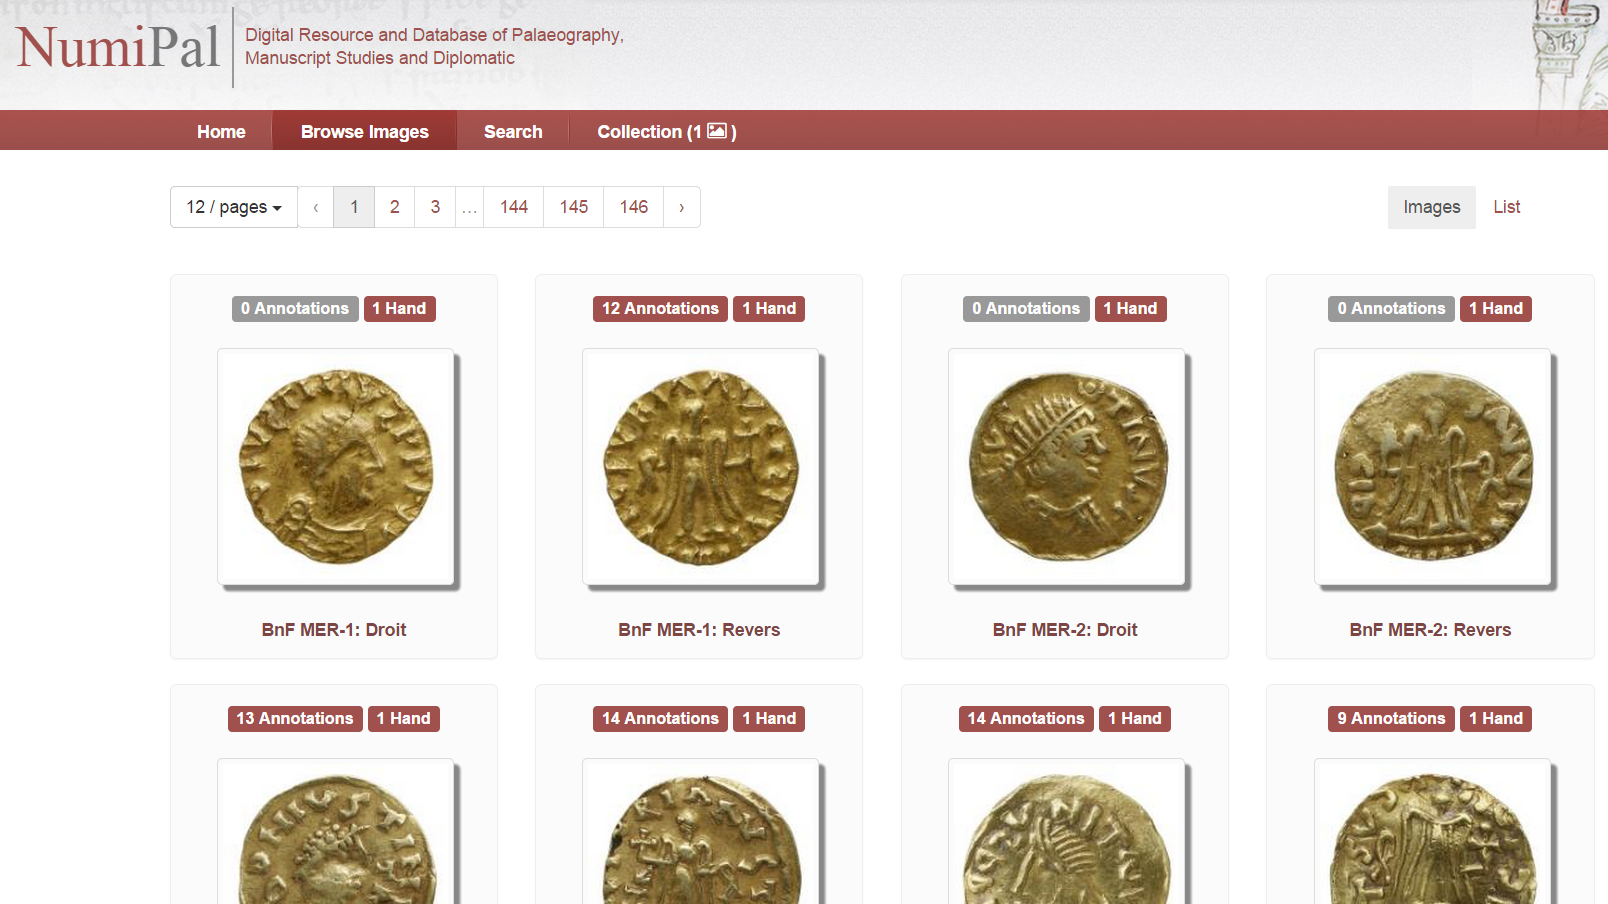 NumiPal
Digital Resource and Database of Palaeography,
Manuscript Studies and Diplomatic
Home
Browse Images
Search
Collection (1 )
12 / pages
‹
1
2
3
...
144
145
146
›
Images
List
0 Annotations 1 Hand
12 Annotations 1 Hand
0 Annotations 1 Hand
0 Annotations 1 Hand
BnF MER-1: Droit
BnF MER-1: Revers
BnF MER-2: Droit
BnF MER-2: Revers
13 Annotations 1 Hand
14 Annotations 1 Hand
14 Annotations 1 Hand
9 Annotations 1 Hand